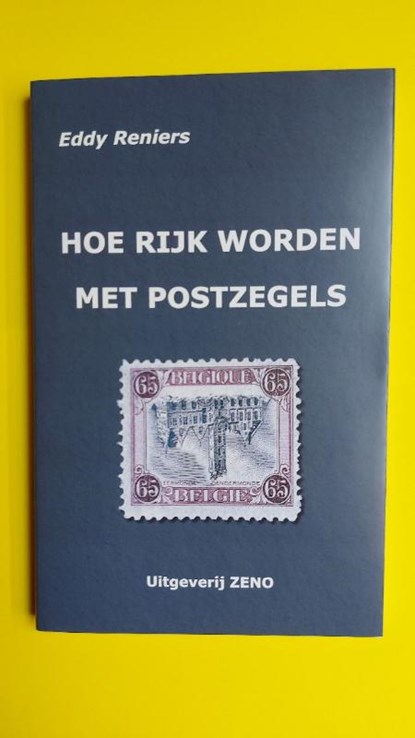 Eddy Reniers
HOE RIJK WORDEN
MET POSTZEGELS
65 BELGIQUE 65
65 BELGIE 65
Uitgeverij ZENO